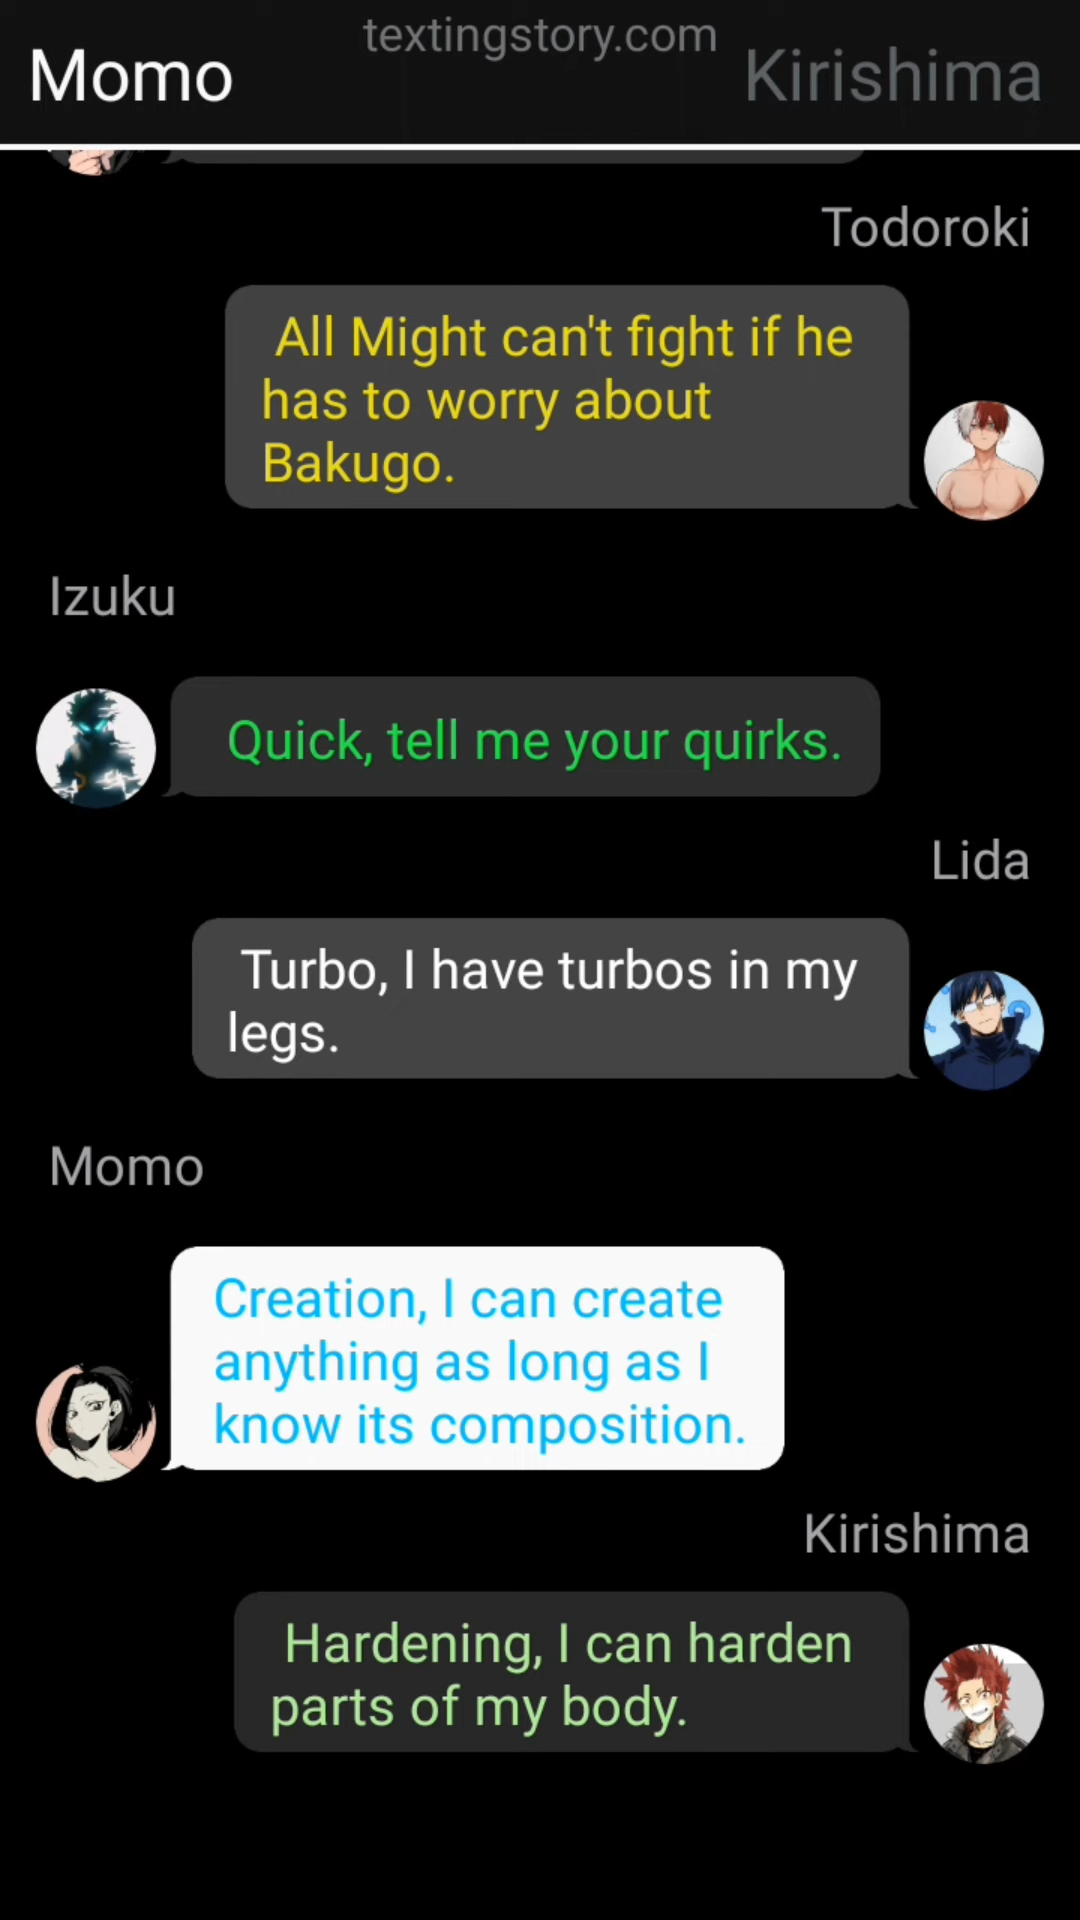 textingstory.com
Momo
Kirishima
Todoroki
All Might can't fight if he
has to worry about
Bakugo.
Izuku
Quick, tell me your quirks.
Lida
Turbo, I have turbos in my
legs.
Momo
Creation, I can create
anything as long as I
know its composition.
Kirishima
Hardening, I can harden
parts of my body.